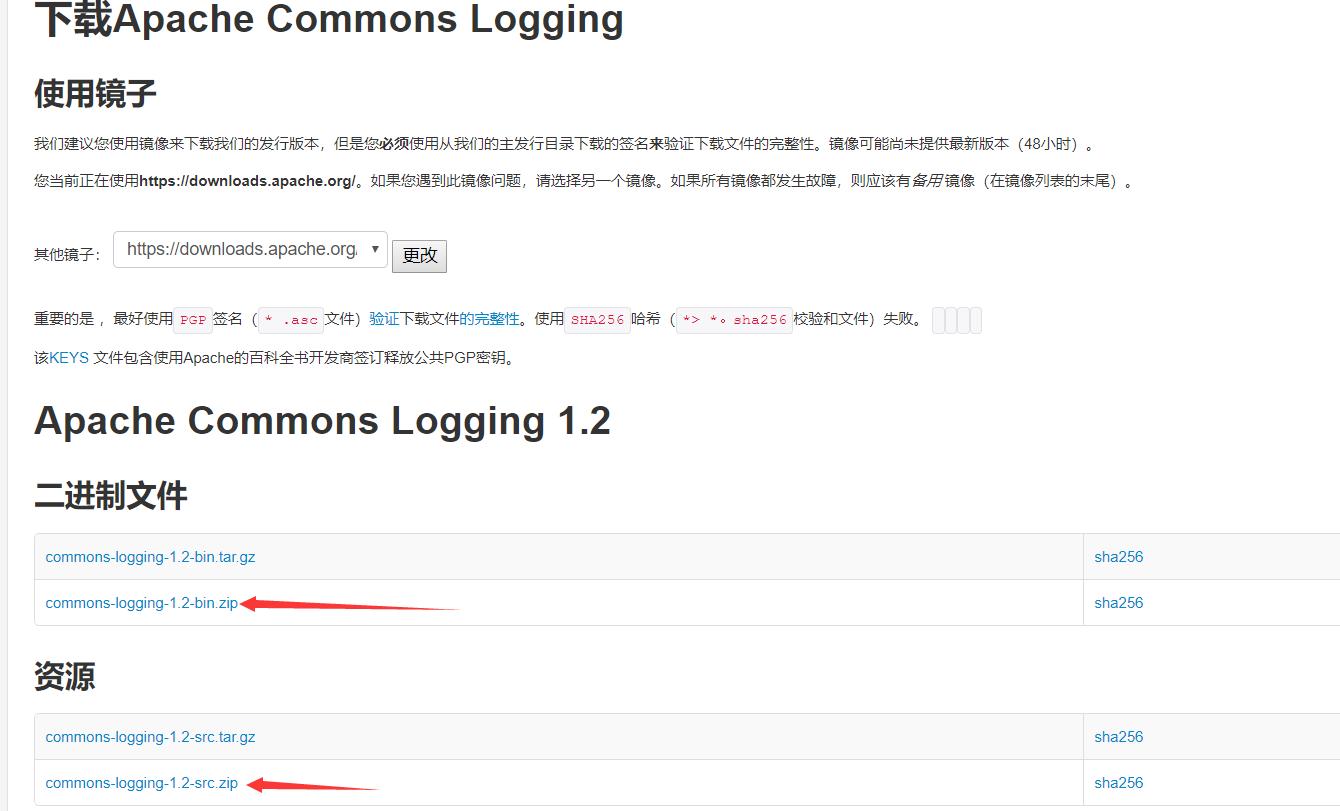 下载Apache Commons Logging
使用镜子
我们建议您使用镜像来下载我们的发行版本，但是您必须使用从我们的主发行目录下载的签名来验证下载文件的完整性。镜像可能尚未提供最新版本（48小时）。
您当前正在使用https://downloads.apache.org/。如果您遇到此镜像问题，请选择另一个镜像。如果所有镜像都发生故障，则应该有备用镜像（在镜像列表的末尾）。
其他镜子： https://downloads.apache.org/ 更改
重要的是 ，最好使用PGP签名（* .asc文件）验证下载文件的完整性。使用SHA256哈希（*> *。sha256校验和文件）失败。
该KEYS 文件包含使用Apache的百科全书开发商签订释放公共PGP密钥。
Apache Commons Logging 1.2
二进制文件
commons-logging-1.2-bin.tar.gz sha256
commons-logging-1.2-bin.zip sha256
资源
commons-logging-1.2-src.tar.gz sha256
commons-logging-1.2-src.zip sha256